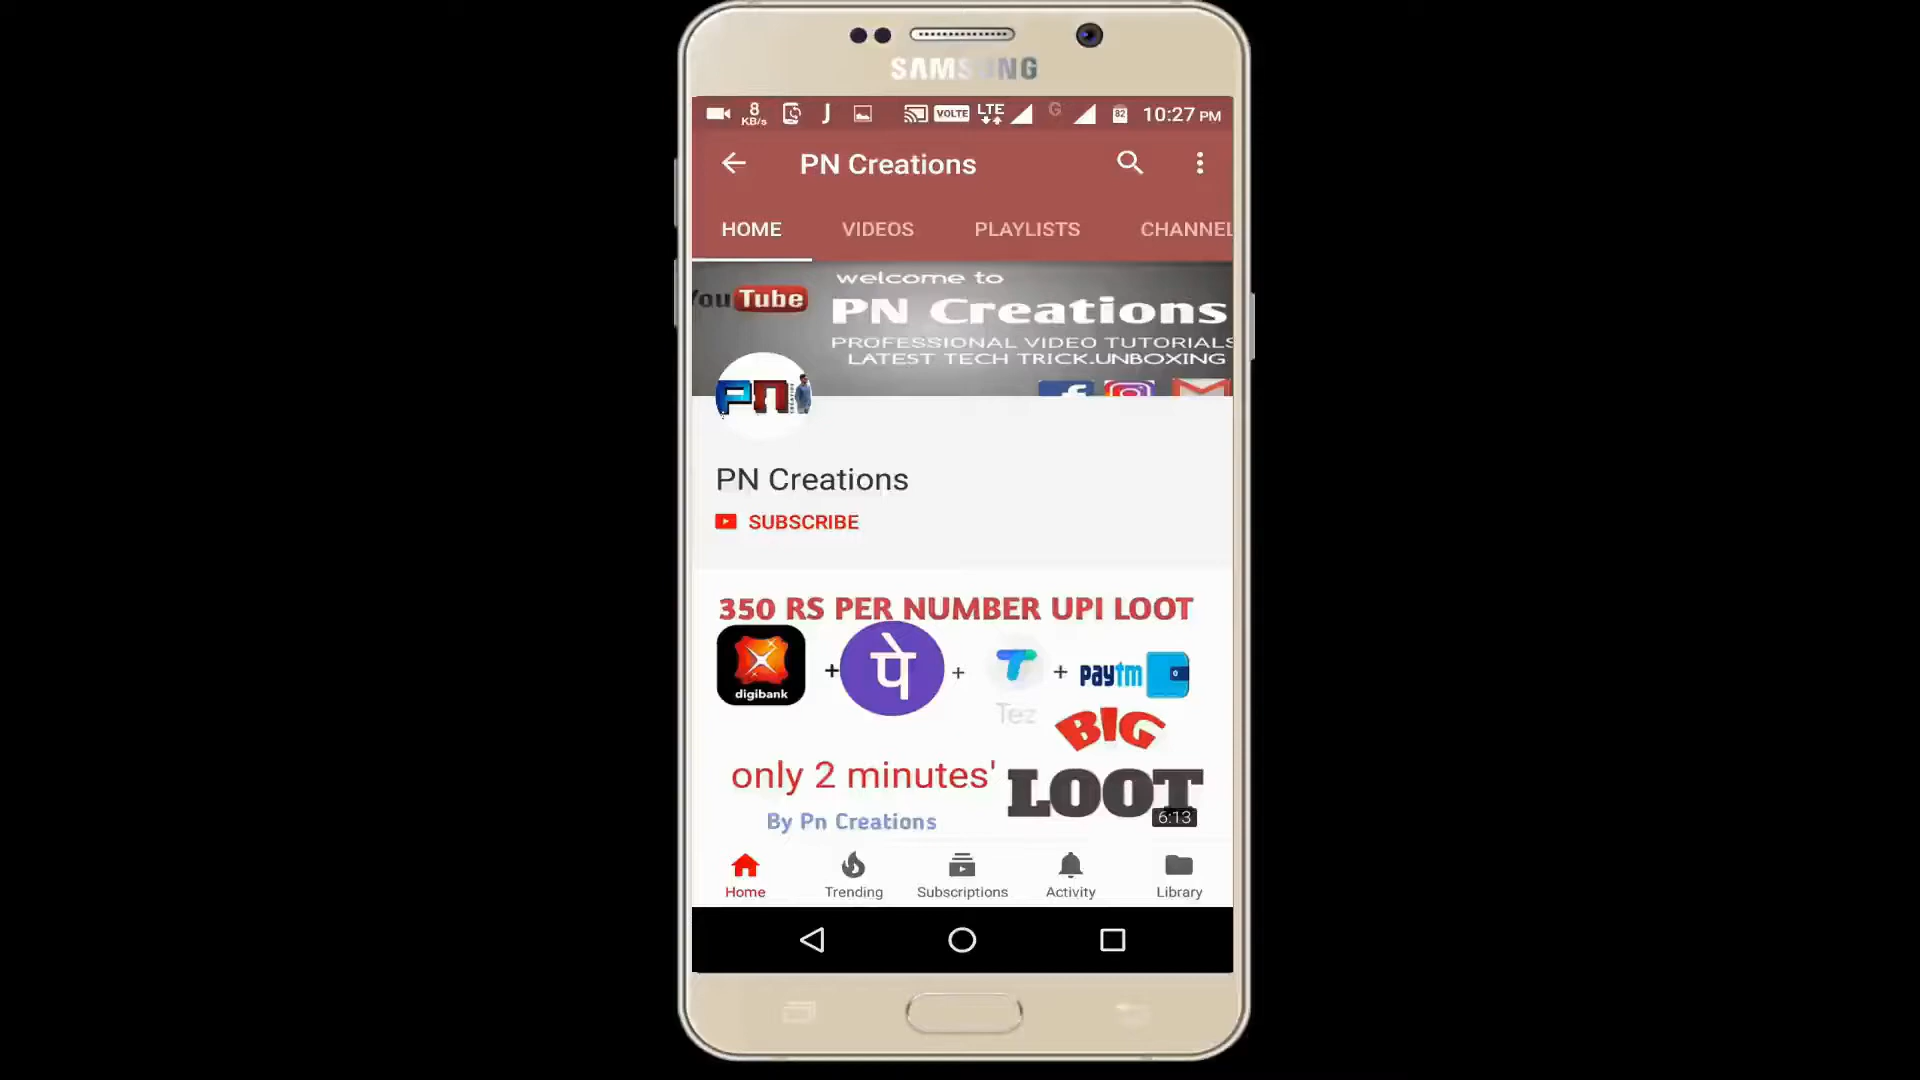 SAMSUNG
8 KB/s J VOLTE LTE G 82 10:27 PM
PN Creations
HOME VIDEOS PLAYLISTS CHANNEL
welcome to
YouTube
PN Creations
PROFESSIONAL VIDEO TUTORIALS
LATEST TECH TRICK.UNBOXING
PN
PN Creations
SUBSCRIBE
350 RS PER NUMBER UPI LOOT
digibank + पे + Tez + paytm
BIG
only 2 minutes'
LOOT
6:13
By Pn Creations
Home Trending Subscriptions Activity Library